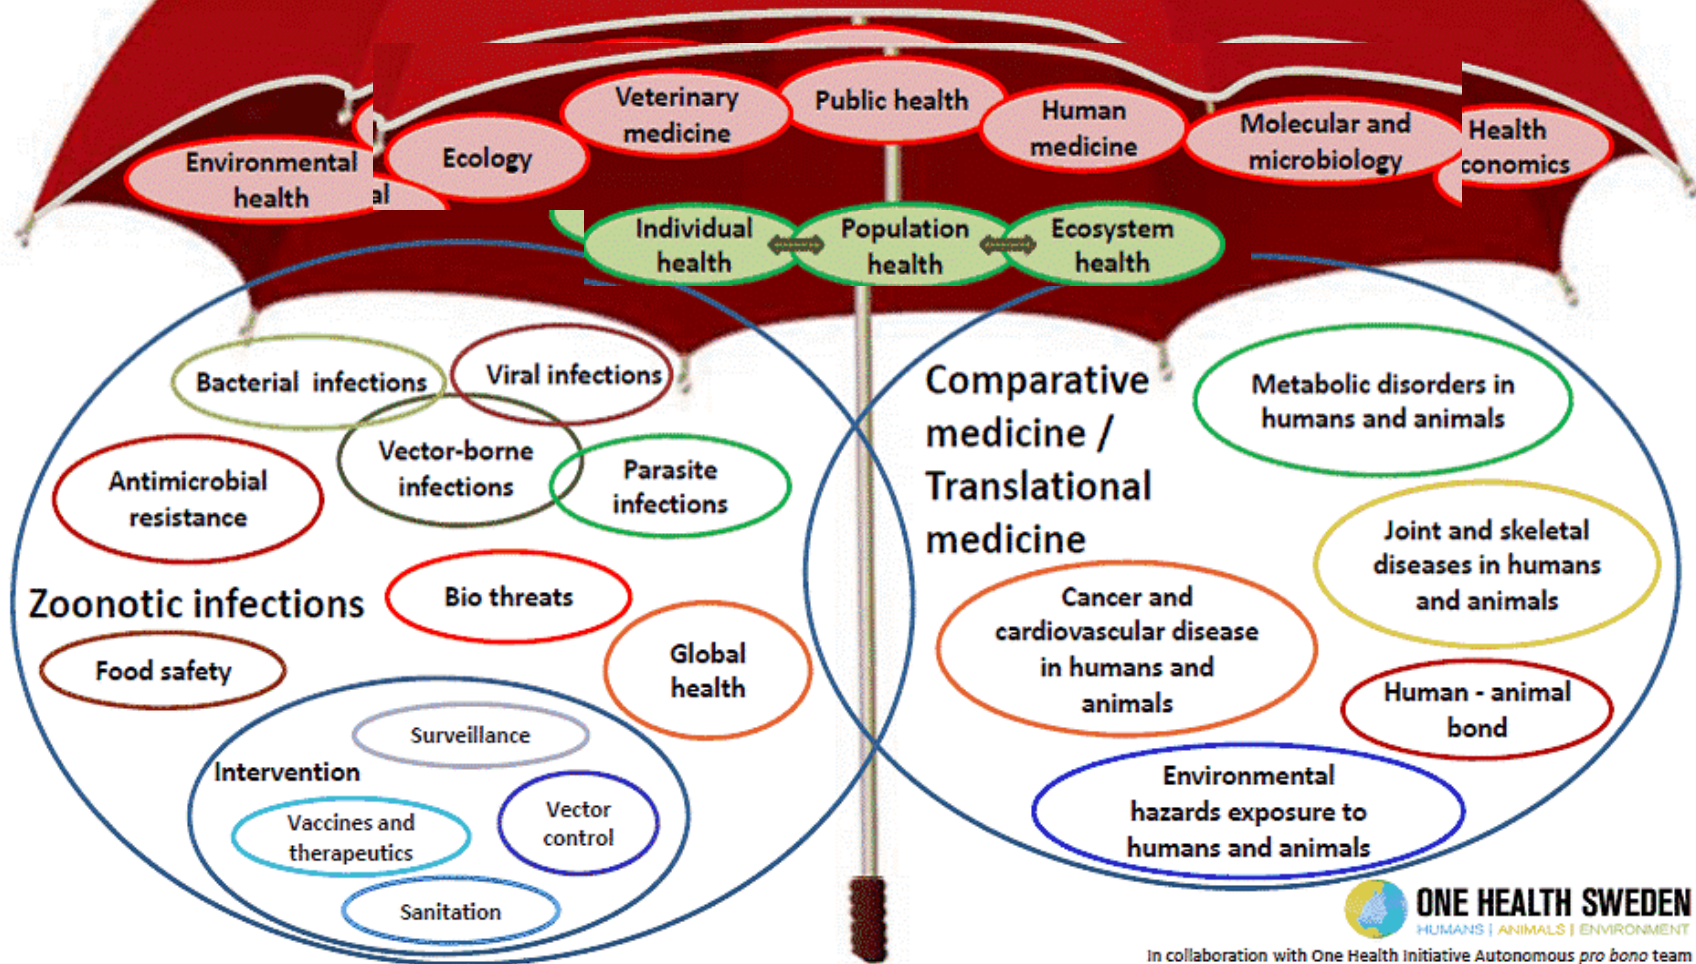 Public health
Veterinary
medicine
Human
medicine
Molecular and
microbiology
Health
conomics
Ecology
Environmental
health
al
Individual
health
Population
health
Ecosystem
health
Bacterial infections
Viral infections
Vector-borne
infections
Parasite
infections
Antimicrobial
resistance
Zoonotic infections
Bio threats
Food safety
Global
health
Surveillance
Intervention
Vaccines and
therapeutics
Vector
control
Sanitation
Comparative
medicine /
Translational
medicine
Metabolic disorders in
humans and animals
Joint and skeletal
diseases in humans
and animals
Cancer and
cardiovascular disease
in humans and
animals
Human - animal
bond
Environmental
hazards exposure to
humans and animals
ONE HEALTH SWEDEN
HUMANS | ANIMALS | ENVIRONMENT
In collaboration with One Health Initiative Autonomous pro bono team